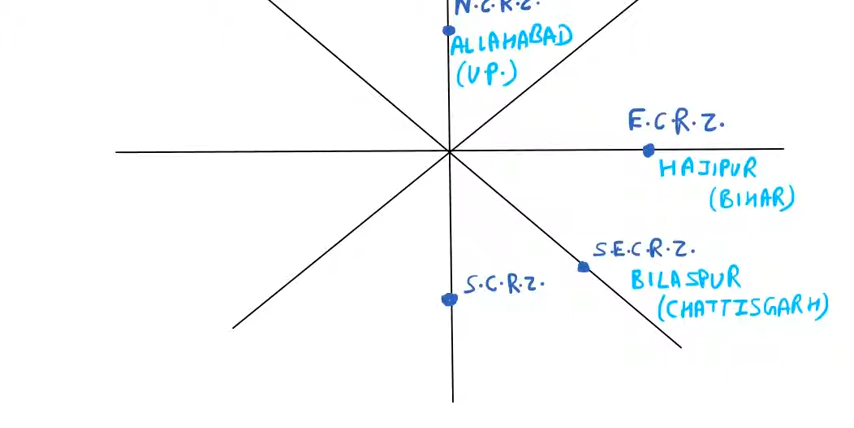 N.C.R.Z.
ALLAHABAD
(UP.)
E.C.R.Z.
HAJIPUR
(BIHAR)
S.E.C.R.Z.
BILASPUR
(CHATTISGARH)
S.C.R.Z.